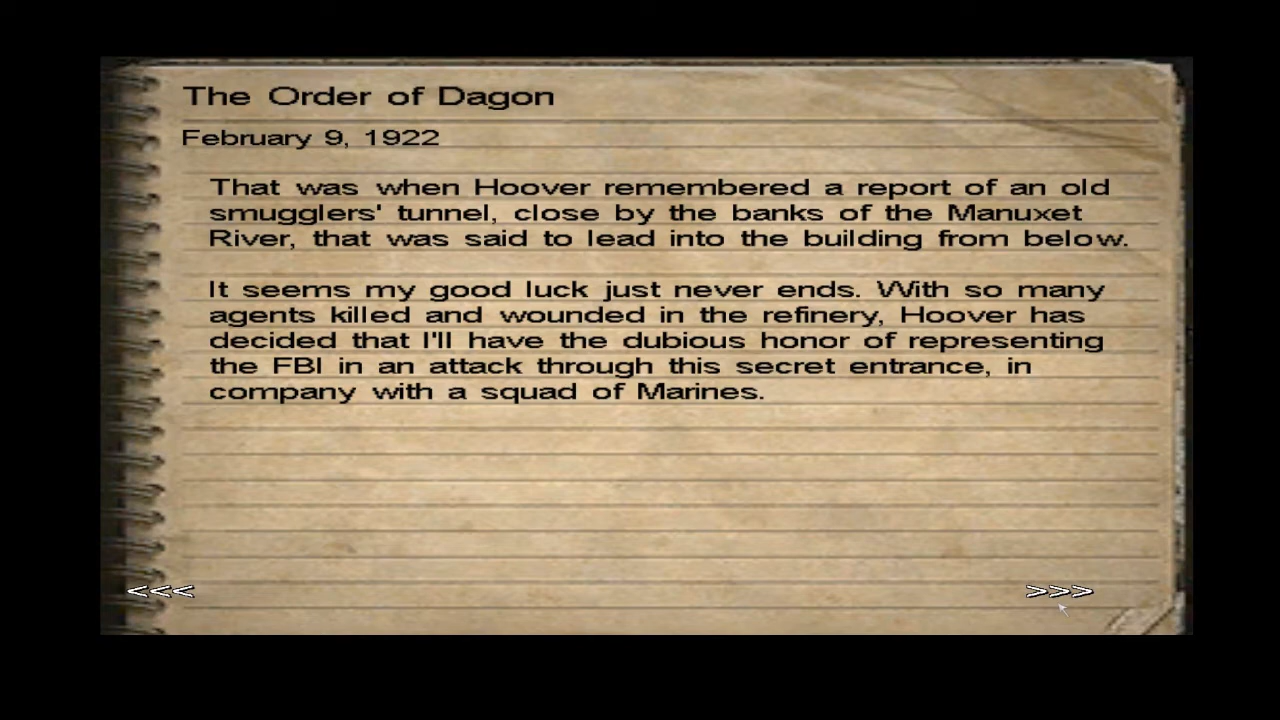 The Order of Dagon
February 9, 1922
That was when Hoover remembered a report of an old
smugglers' tunnel, close by the banks of the Manuxet
River, that was said to lead into the building from below.
It seems my good luck just never ends. With so many
agents killed and wounded in the refinery, Hoover has
decided that I'll have the dubious honor of representing
the FBI in an attack through this secret entrance, in
company with a squad of Marines.
<<< >>>